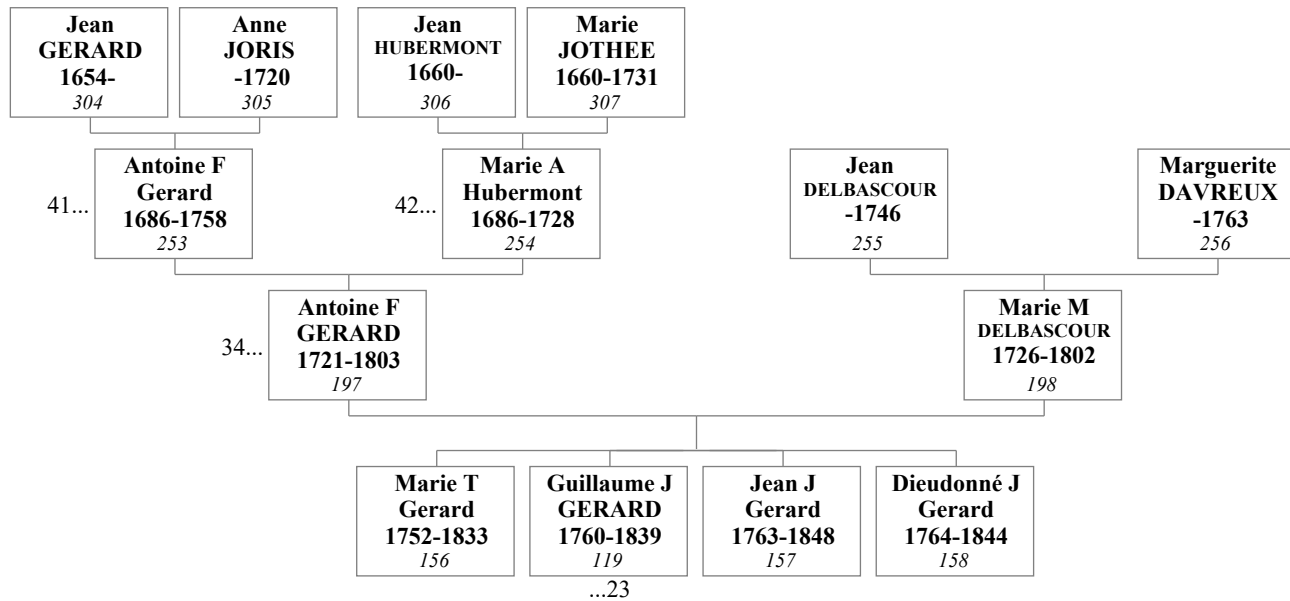 Jean
GERARD
1654-
304
Anne
JORIS
-1720
305
Jean
HUBERMONT
1660-
306
Marie
JOTHEE
1660-1731
307
41...
Antoine F
Gerard
1686-1758
253
42...
Marie A
Hubermont
1686-1728
254
Jean
DELBASCOUR
-1746
255
Marguerite
DAVREUX
-1763
256
34...
Antoine F
GERARD
1721-1803
197
Marie M
DELBASCOUR
1726-1802
198
Marie T
Gerard
1752-1833
156
Guillaume J
GERARD
1760-1839
119
...23
Jean J
Gerard
1763-1848
157
Dieudonné J
Gerard
1764-1844
158